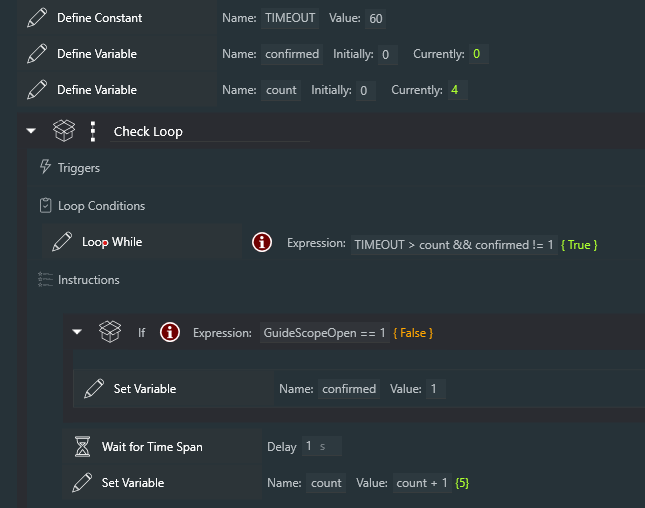 Define Constant Name: TIMEOUT Value: 60
Define Variable Name: confirmed Initially: 0 Currently: 0
Define Variable Name: count Initially: 0 Currently: 4
Check Loop
Triggers
Loop Conditions
Loop While Expression: TIMEOUT > count && confirmed != 1 { True }
Instructions
If Expression: GuideScopeOpen == 1 { False }
Set Variable Name: confirmed Value: 1
Wait for Time Span Delay 1 s
Set Variable Name: count Value: count + 1 {5}